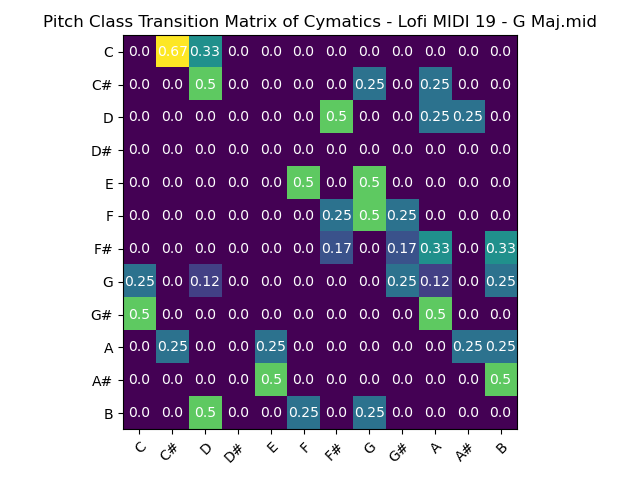 Pitch Class Transition Matrix of Cymatics - Lofi MIDI 19 - G Maj.mid
C 0.0 0.67 0.33 0.0 0.0 0.0 0.0 0.0 0.0 0.0 0.0 0.0
C# 0.0 0.0 0.5 0.0 0.0 0.0 0.0 0.25 0.0 0.25 0.0 0.0
D 0.0 0.0 0.0 0.0 0.0 0.0 0.5 0.0 0.0 0.25 0.25 0.0
D# 0.0 0.0 0.0 0.0 0.0 0.0 0.0 0.0 0.0 0.0 0.0 0.0
E 0.0 0.0 0.0 0.0 0.0 0.5 0.0 0.5 0.0 0.0 0.0 0.0
F 0.0 0.0 0.0 0.0 0.0 0.0 0.25 0.5 0.25 0.0 0.0 0.0
F# 0.0 0.0 0.0 0.0 0.0 0.0 0.17 0.0 0.17 0.33 0.0 0.33
G 0.25 0.0 0.12 0.0 0.0 0.0 0.0 0.0 0.25 0.12 0.0 0.25
G# 0.5 0.0 0.0 0.0 0.0 0.0 0.0 0.0 0.0 0.5 0.0 0.0
A 0.0 0.25 0.0 0.0 0.25 0.0 0.0 0.0 0.0 0.0 0.25 0.25
A# 0.0 0.0 0.0 0.0 0.5 0.0 0.0 0.0 0.0 0.0 0.0 0.5
B 0.0 0.0 0.5 0.0 0.0 0.25 0.0 0.25 0.0 0.0 0.0 0.0
C C# D D# E F F# G G# A A# B